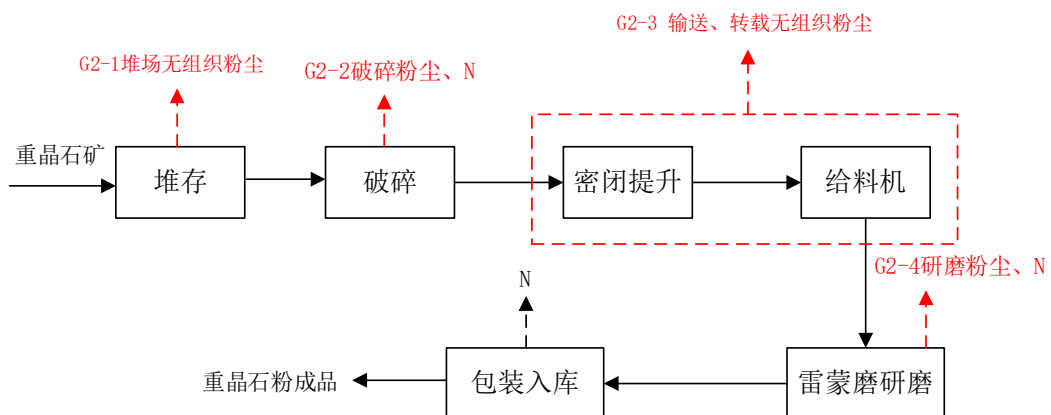 G2-3 输送、转载无组织粉尘
G2-1堆场无组织粉尘
G2-2破碎粉尘、N
重晶石矿
堆存
破碎
密闭提升
给料机
G2-4研磨粉尘、N
N
重晶石粉成品
包装入库
雷蒙磨研磨